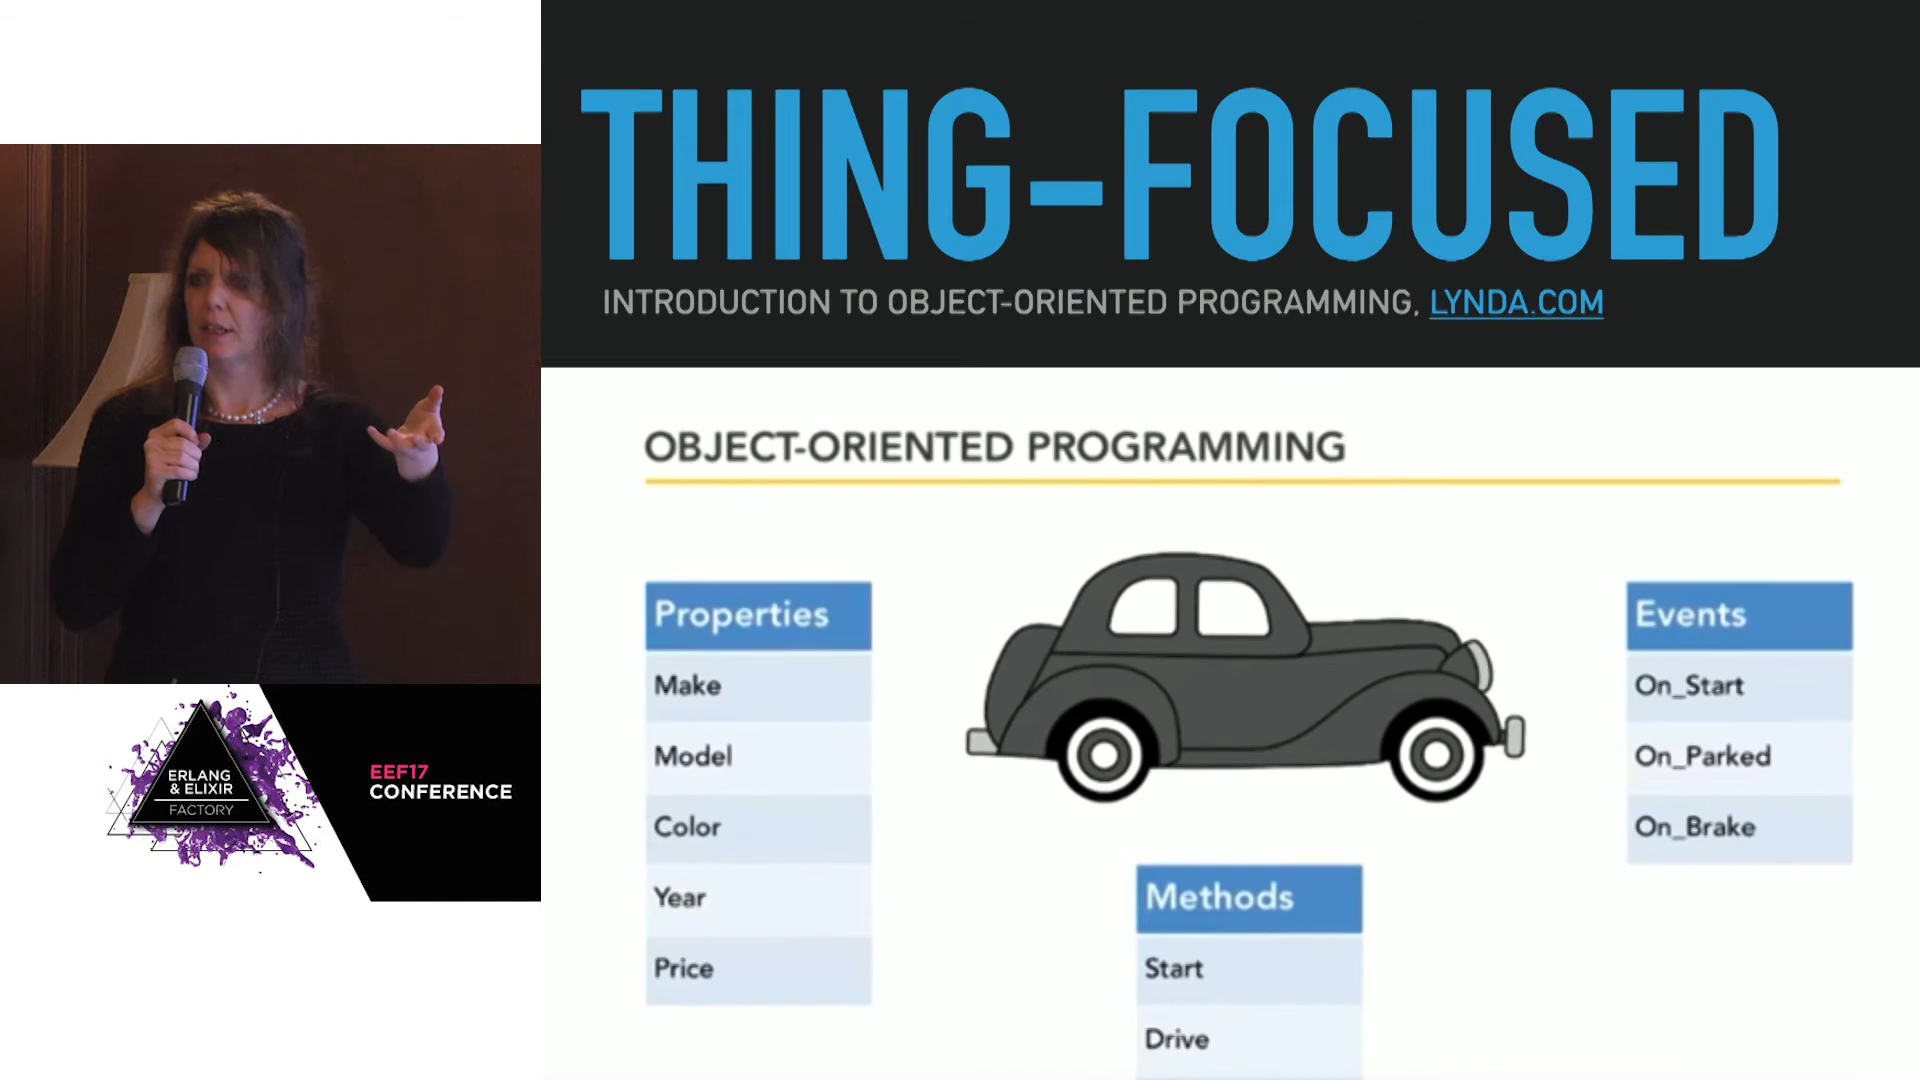 THING-FOCUSED
INTRODUCTION TO OBJECT-ORIENTED PROGRAMMING, LYNDA.COM
OBJECT-ORIENTED PROGRAMMING
Properties
Make
Model
Color
Year
Price
Methods
Start
Drive
Events
On_Start
On_Parked
On_Brake
ERLANG
& ELIXIR
FACTORY
EEF17
CONFERENCE